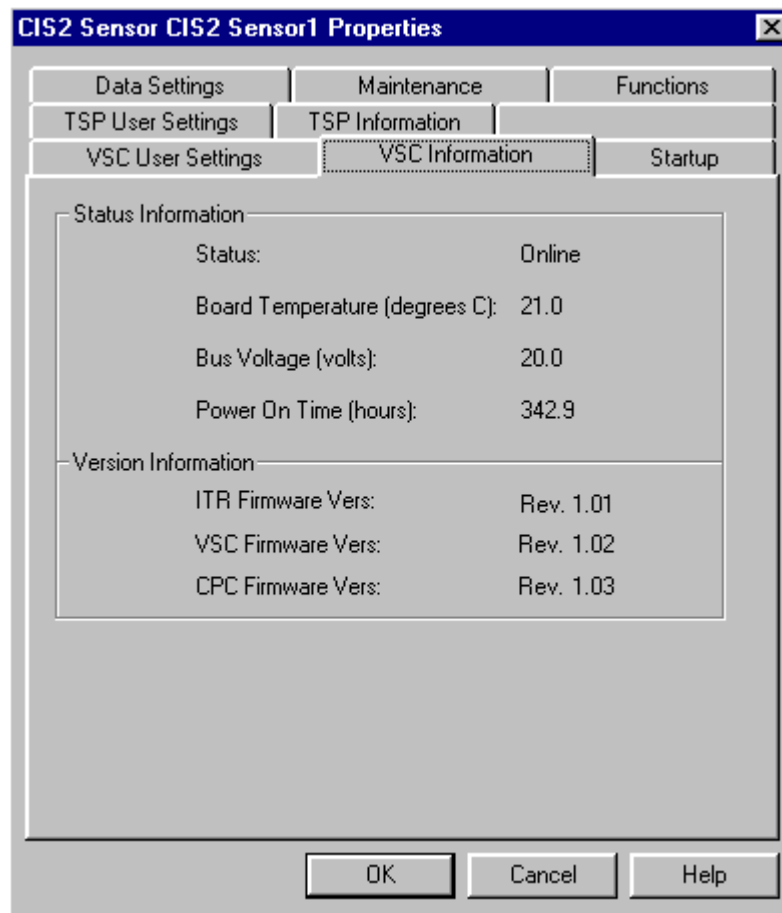 CIS2 Sensor CIS2 Sensor1 Properties
Data Settings Maintenance Functions
TSP User Settings TSP Information
VSC User Settings VSC Information Startup
Status Information
Status: Online
Board Temperature (degrees C): 21.0
Bus Voltage (volts): 20.0
Power On Time (hours): 342.9
Version Information
ITR Firmware Vers: Rev. 1.01
VSC Firmware Vers: Rev. 1.02
CPC Firmware Vers: Rev. 1.03
OK Cancel Help